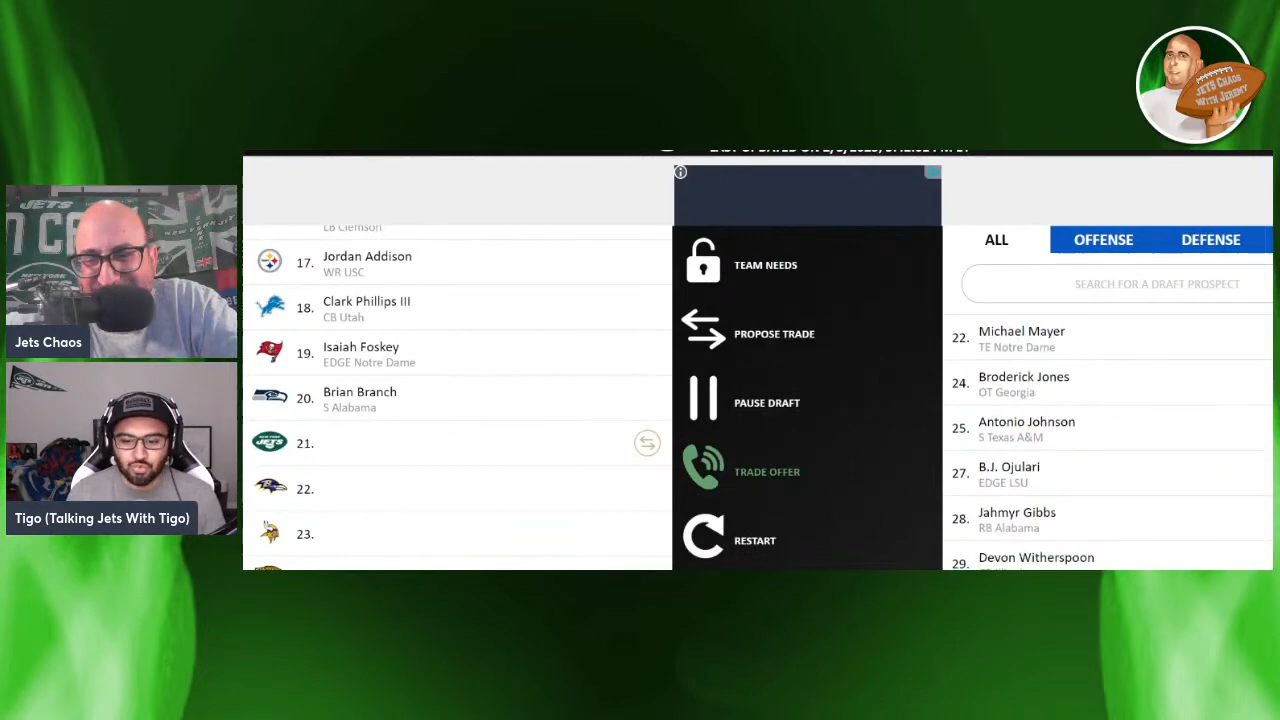 JETS CHAOS
WITH JEREMY
JETS
Jets Chaos
Tigo (Talking Jets With Tigo)
LB Clemson
17. Jordan Addison
WR USC
18. Clark Phillips III
CB Utah
19. Isaiah Foskey
EDGE Notre Dame
20. Brian Branch
S Alabama
JETS
21.
22.
23.
TEAM NEEDS
PROPOSE TRADE
PAUSE DRAFT
TRADE OFFER
RESTART
ALL OFFENSE DEFENSE
SEARCH FOR A DRAFT PROSPECT
22. Michael Mayer
TE Notre Dame
24. Broderick Jones
OT Georgia
25. Antonio Johnson
S Texas A&M
27. B.J. Ojulari
EDGE LSU
28. Jahmyr Gibbs
RB Alabama
29. Devon Witherspoon